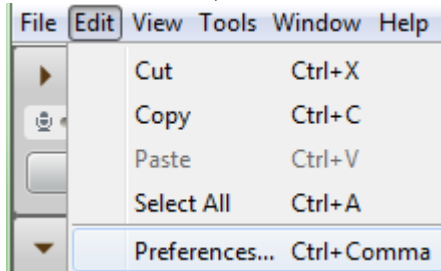 File Edit View Tools Window Help
Cut Ctrl+X
Copy Ctrl+C
Paste Ctrl+V
Select All Ctrl+A
Preferences... Ctrl+Comma